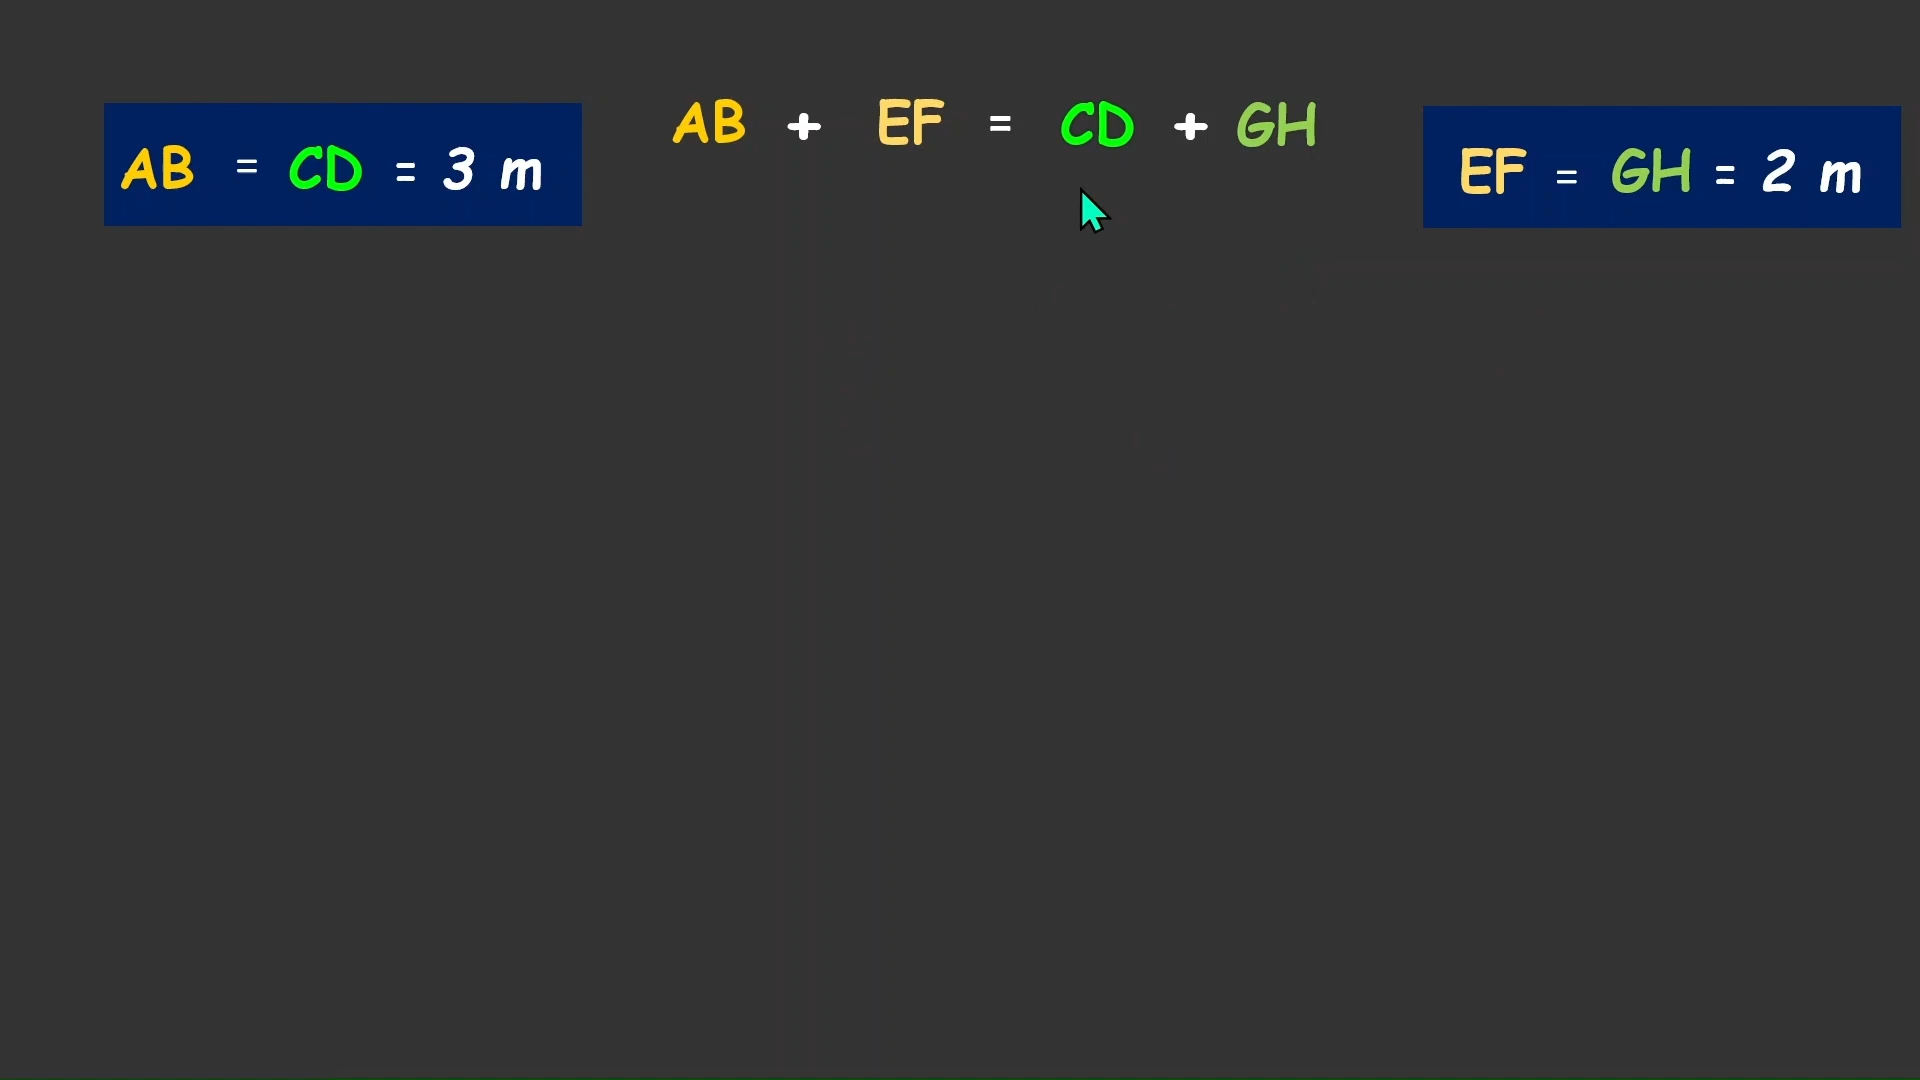 AB = CD = 3 m
AB + EF = CD + GH
EF = GH = 2 m